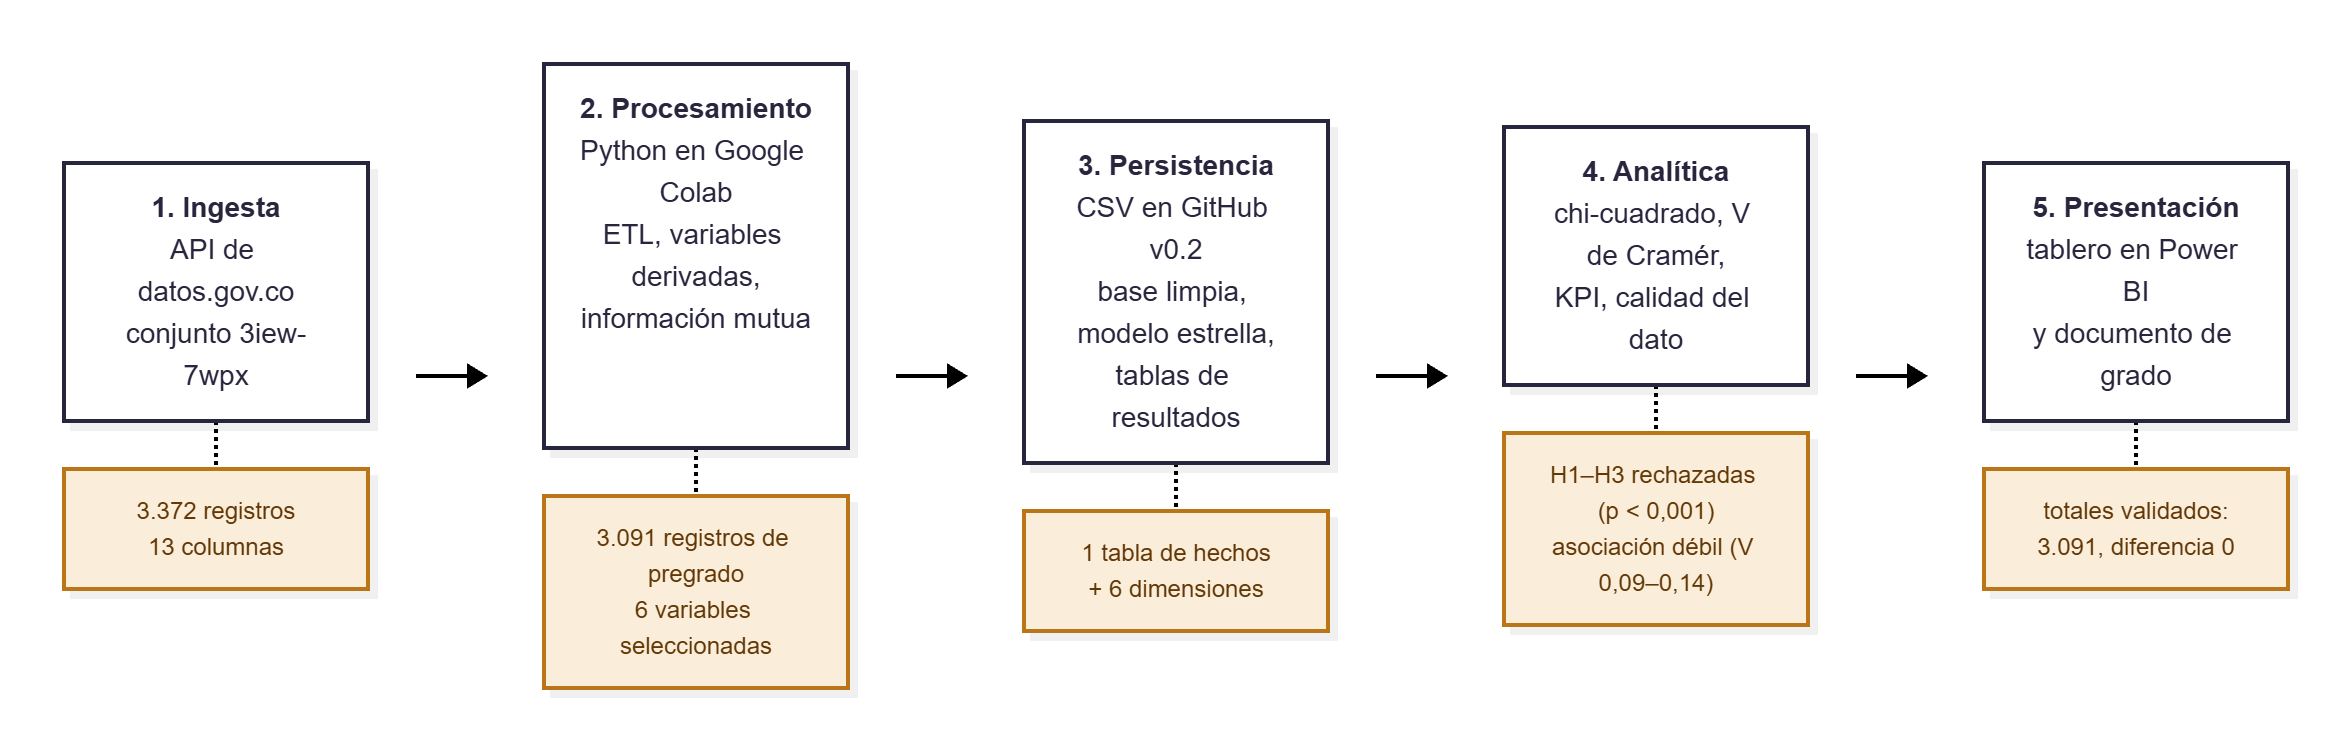 1. Ingesta
API de
datos.gov.co
conjunto 3iew-
7wpx
3.372 registros
13 columnas
2. Procesamiento
Python en Google
Colab
ETL, variables
derivadas,
información mutua
3.091 registros de
pregrado
6 variables
seleccionadas
3. Persistencia
CSV en GitHub
v0.2
base limpia,
modelo estrella,
tablas de
resultados
1 tabla de hechos
+ 6 dimensiones
4. Analítica
chi-cuadrado, V
de Cramér,
KPI, calidad del
dato
H1–H3 rechazadas
(p < 0,001)
asociación débil (V
0,09–0,14)
5. Presentación
tablero en Power
BI
y documento de
grado
totales validados:
3.091, diferencia 0